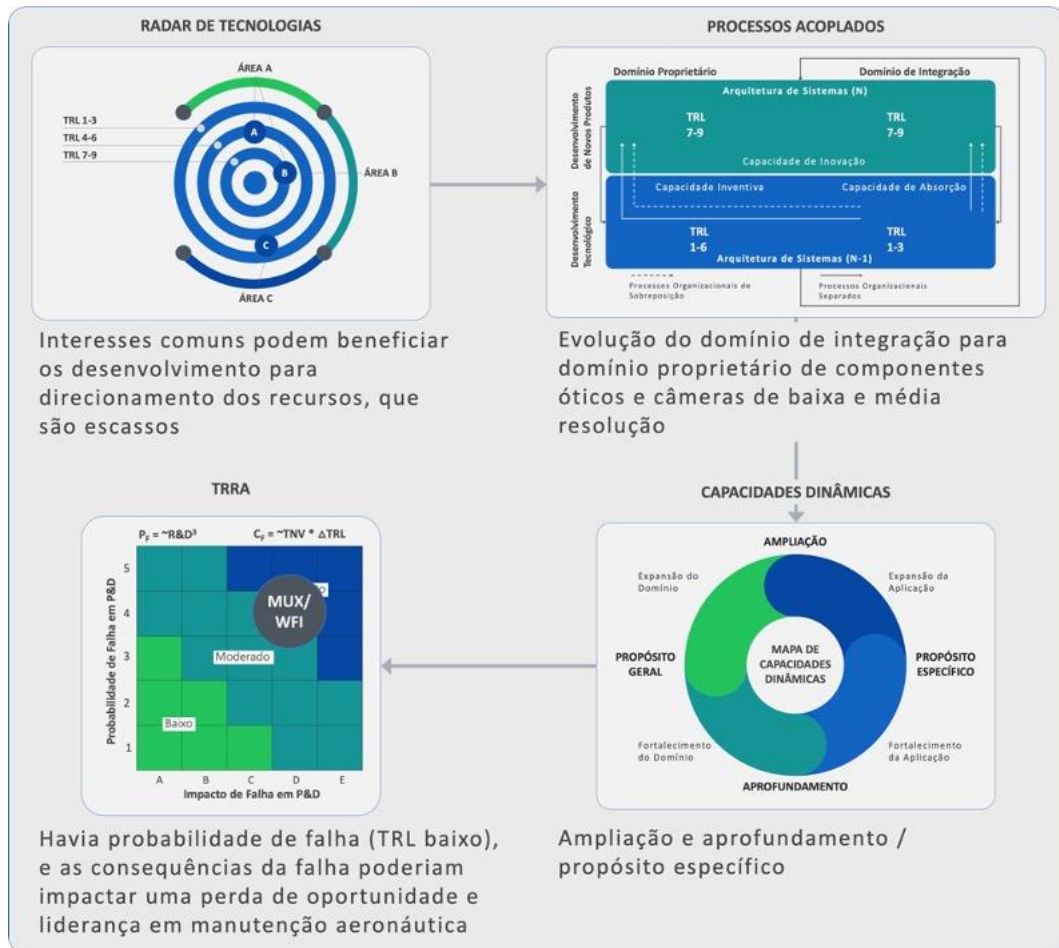 RADAR DE TECNOLOGIAS
ÁREA A
TRL 1-3
TRL 4-6
TRL 7-9
A
B
ÁREA B
C
ÁREA C
Interesses comuns podem beneficiar
os desenvolvimento para
direcionamento dos recursos, que
são escassos
PROCESSOS ACOPLADOS
Domínio Proprietário
Domínio de Integração
Arquitetura de Sistemas (N)
Desenvolvimento
de Novos Produtos
TRL
7-9
TRL
7-9
Capacidade de Inovação
Capacidade Inventiva
Capacidade de Absorção
Desenvolvimento
Tecnológico
TRL
1-6
TRL
1-3
Arquitetura de Sistemas (N-1)
Processos Organizacionais de
Sobreposição
Processos Organizacionais
Separados
Evolução do domínio de integração para
domínio proprietário de componentes
óticos e câmeras de baixa e média
resolução
TRRA
P_F = ~R&D³
C_F = ~TNV * △TRL
Probabilidade de Falha em P&D
5
4
3
2
1
MUX/
WFI
Moderado
Baixo
A B C D E
Impacto de Falha em P&D
Havia probabilidade de falha (TRL baixo),
e as consequências da falha poderiam
impactar uma perda de oportunidade e
liderança em manutenção aeronáutica
CAPACIDADES DINÂMICAS
AMPLIAÇÃO
Expansão do
Domínio
Expansão da
Aplicação
PROPÓSITO
GERAL
MAPA DE
CAPACIDADES
DINÂMICAS
PROPÓSITO
ESPECÍFICO
Fortalecimento
do Domínio
Fortalecimento
da Aplicação
APROFUNDAMENTO
Ampliação e aprofundamento /
propósito específico